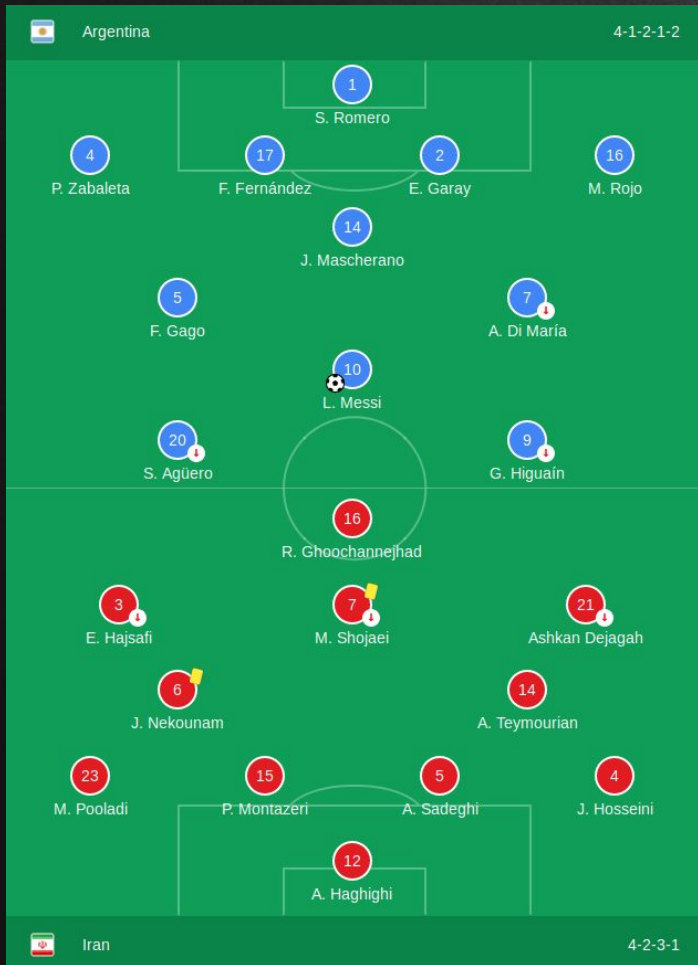 Argentina 4-1-2-1-2
1
S. Romero
4 17 2 16
P. Zabaleta F. Fernández E. Garay M. Rojo
14
J. Mascherano
5 7
F. Gago A. Di María
10
L. Messi
20 9
S. Agüero G. Higuaín
16
R. Ghoochannejhad
3 7 21
E. Hajsafi M. Shojaei Ashkan Dejagah
6 14
J. Nekounam A. Teymourian
23 15 5 4
M. Pooladi P. Montazeri A. Sadeghi J. Hosseini
12
A. Haghighi
Iran 4-2-3-1